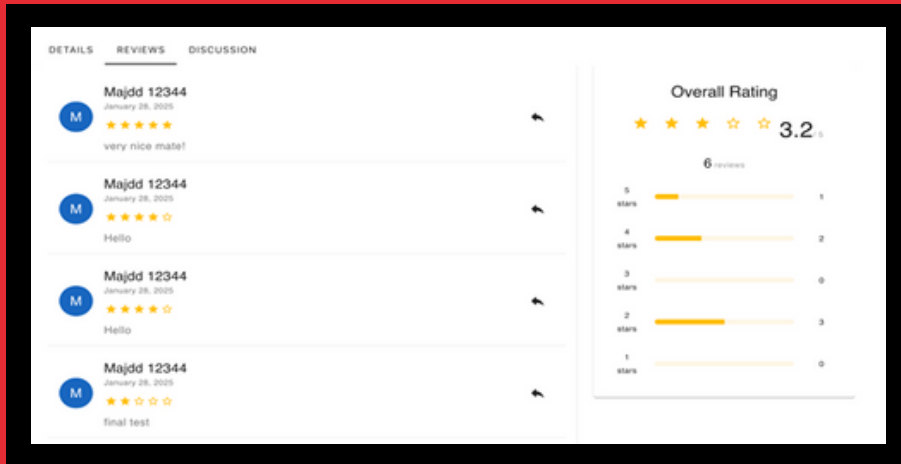 DETAILS REVIEWS DISCUSSION
Majdd 12344
January 28, 2025
very nice mate!
Majdd 12344
January 28, 2025
Hello
Majdd 12344
January 28, 2025
Hello
Majdd 12344
January 28, 2025
final test
M
M
M
M
Overall Rating
3.2 / 5
6 reviews
5 stars 1
4 stars 2
3 stars 0
2 stars 3
1 stars 0